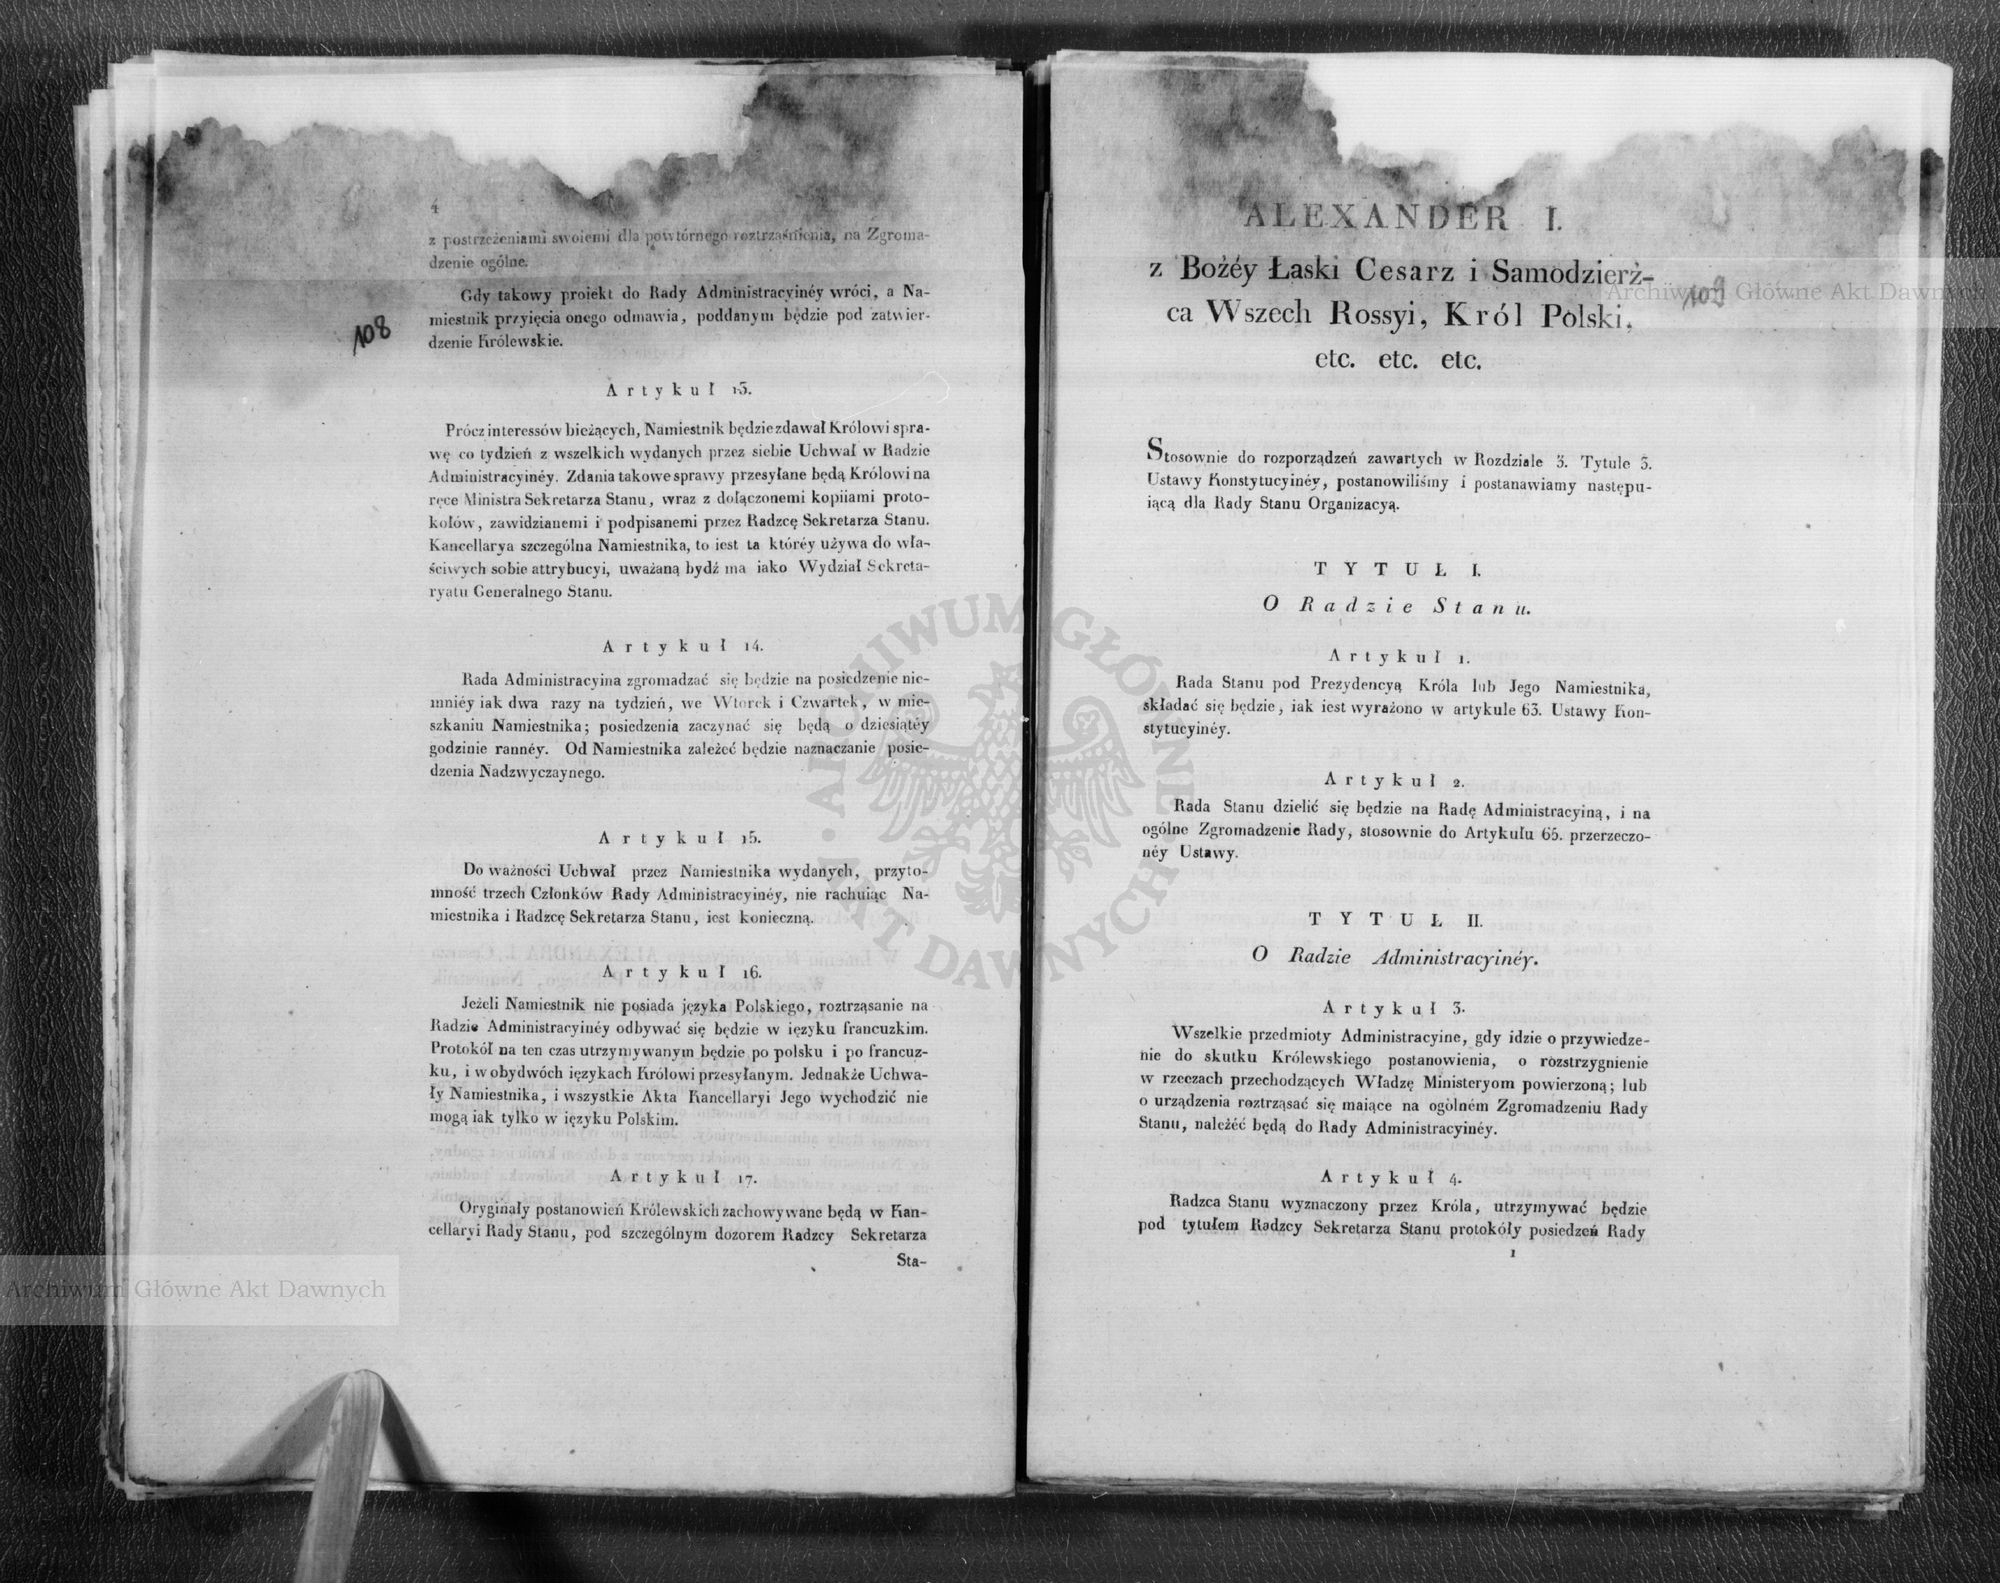 4
z postrzeżeniami swoiemi dla powtórnego roztrząśnienia, na Zgroma-
dzenie ogólne.
Gdy takowy proiekt do Rady Administracyinéy wróci, a Na-
miestnik przyięcia onego odmawia, poddanym będzie pod zatwier-
dzenie Królewskie.
108
Artykuł 13.
Prócz interessów bieżących, Namiestnik będzie zdawał Królowi spra-
wę co tydzień z wszelkich wydanych przez siebie Uchwał w Radzie
Administracyinéy. Zdania takowe sprawy przesyłane będą Królowi na
ręce Ministra Sekretarza Stanu, wraz z dołączonemi kopiiami proto-
kołów, zawidzianemi i podpisanemi przez Radzcę Sekretarza Stanu.
Kancellarya szczególna Namiestnika, to iest ta któréy używa do wła-
ściwych sobie attrybucyi, uważaną bydź ma iako Wydział Sekreta-
ryatu Generalnego Stanu.
Artykuł 14.
Rada Administracyina zgromadzać się będzie na posiedzenie nie-
mniéy iak dwa razy na tydzień, we Wtorek i Czwartek, w mie-
szkaniu Namiestnika; posiedzenia zaczynać się będą o dziesiątéy
godzinie rannéy. Od Namiestnika zależeć będzie naznaczanie posie-
dzenia Nadzwyczaynego.
Artykuł 15.
Do ważności Uchwał przez Namiestnika wydanych, przyto-
mność trzech Członków Rady Administracyinéy, nie rachuiąc Na-
miestnika i Radzcę Sekretarza Stanu, iest konieczną.
Artykuł 16.
Jeżeli Namiestnik nie posiada języka Polskiego, roztrząsanie na
Radzie Administracyinéy odbywać się będzie w ięzyku francuzkim.
Protokół na ten czas utrzymywanym będzie po polsku i po francuz-
ku, i w obydwóch ięzykach Królowi przesyłanym. Jednakże Uchwa-
ły Namiestnika, i wszystkie Akta Kancellaryi Jego wychodzić nie
mogą iak tylko w ięzyku Polskim.
Artykuł 17.
Oryginały postanowień Królewskich zachowywane będą w Kan-
cellaryi Rady Stanu, pod szczególnym dozorem Radzcy Sekretarza
Sta-
ALEXANDER I.
z Bożéy Łaski Cesarz i Samodzierż-
ca Wszech Rossyi, Król Polski,
etc. etc. etc.
109
Stosownie do rozporządzeń zawartych w Rozdziale 3. Tytule 3.
Ustawy Konstytucyinéy, postanowiliśmy i postanawiamy następu-
iącą dla Rady Stanu Organizacyą.
TYTUŁ I.
O Radzie Stanu.
Artykuł 1.
Rada Stanu pod Prezydencyą Króla lub Jego Namiestnika,
składać się będzie, iak iest wyrażono w artykule 63. Ustawy Kon-
stytucyinéy.
Artykuł 2.
Rada Stanu dzielić się będzie na Radę Administracyiną, i na
ogólne Zgromadzenie Rady, stosownie do Artykułu 65. przerzeczo-
néy Ustawy.
TYTUŁ II.
O Radzie Administracyinéy.
Artykuł 3.
Wszelkie przedmioty Administracyine, gdy idzie o przywiedze-
nie do skutku Królewskiego postanowienia, o rozstrzygnienie
w rzeczach przechodzących Władzę Ministeryom powierzoną; lub
o urządzenia roztrząsać się maiące na ogólném Zgromadzeniu Rady
Stanu, należéć będą do Rady Administracyinéy.
Artykuł 4.
Radzca Stanu wyznaczony przez Króla, utrzymywać będzie
pod tytułem Radzcy Sekretarza Stanu protokóły posiedzeń Rady
1
Archiwum Główne Akt Dawnych
Archiwum Główne Akt Dawnych
ARCHIWUM GŁÓWNE
AKT DAWNYCH